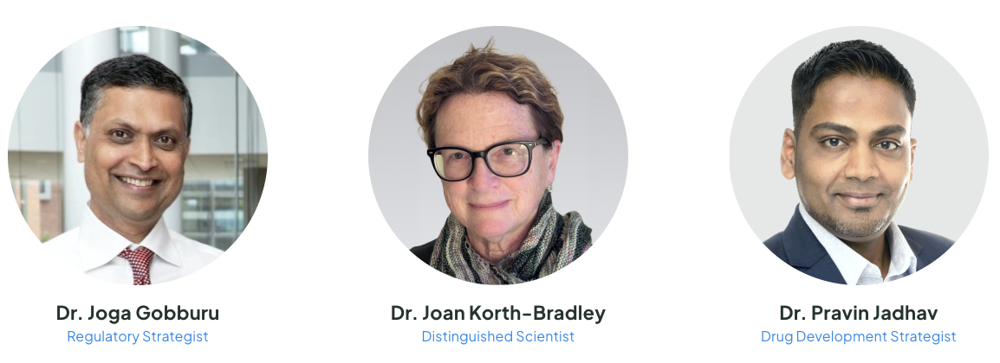 Dr. Joga Gobburu
Regulatory Strategist
Dr. Joan Korth-Bradley
Distinguished Scientist
Dr. Pravin Jadhav
Drug Development Strategist